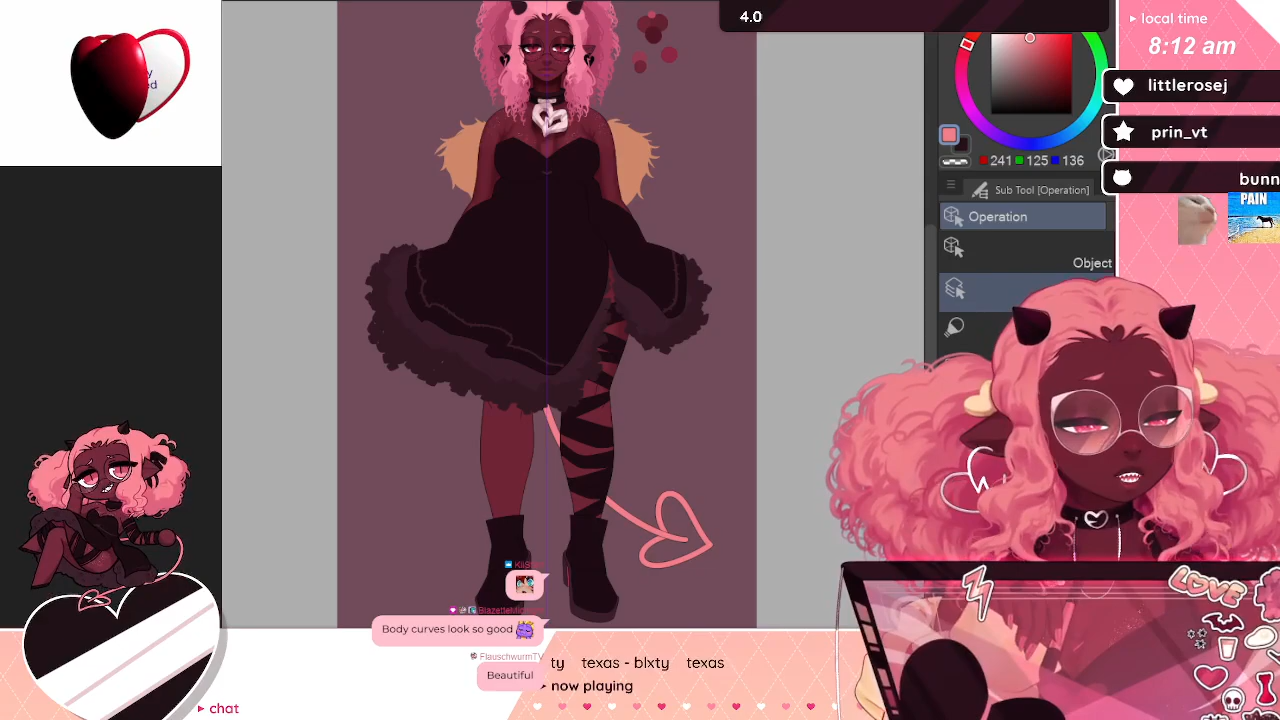 4.0
local time
8:12 am
littlerosej
prin_vt
bunn
PAIN
241 125 136
Sub Tool [Operation]
Operation
Object
BlazetteMi
Body curves look so good
FlauschwurmTV
Beautiful
ty texas - blxty texas
now playing
chat
LOVE